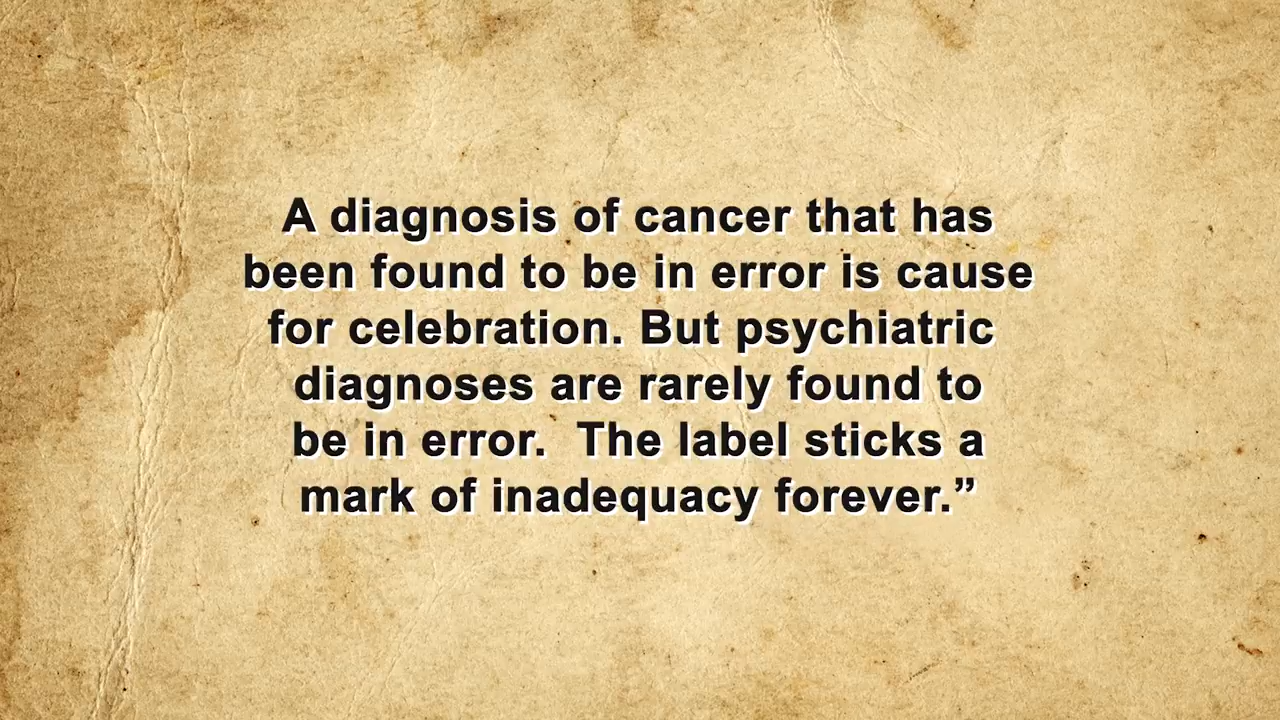 A diagnosis of cancer that has
been found to be in error is cause
for celebration. But psychiatric
diagnoses are rarely found to
be in error.  The label sticks a
mark of inadequacy forever.”